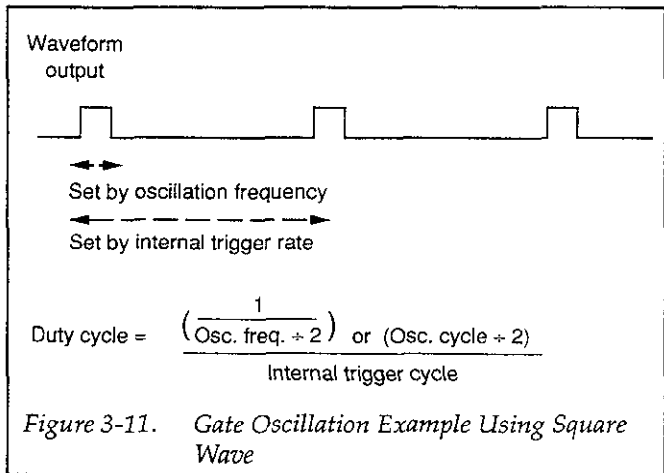 Waveform
output
Set by oscillation frequency
Set by internal trigger rate
Duty cycle = ( 1 / Osc. freq. ÷ 2 ) or (Osc. cycle ÷ 2)
Internal trigger cycle
Figure 3-11. Gate Oscillation Example Using Square
Wave